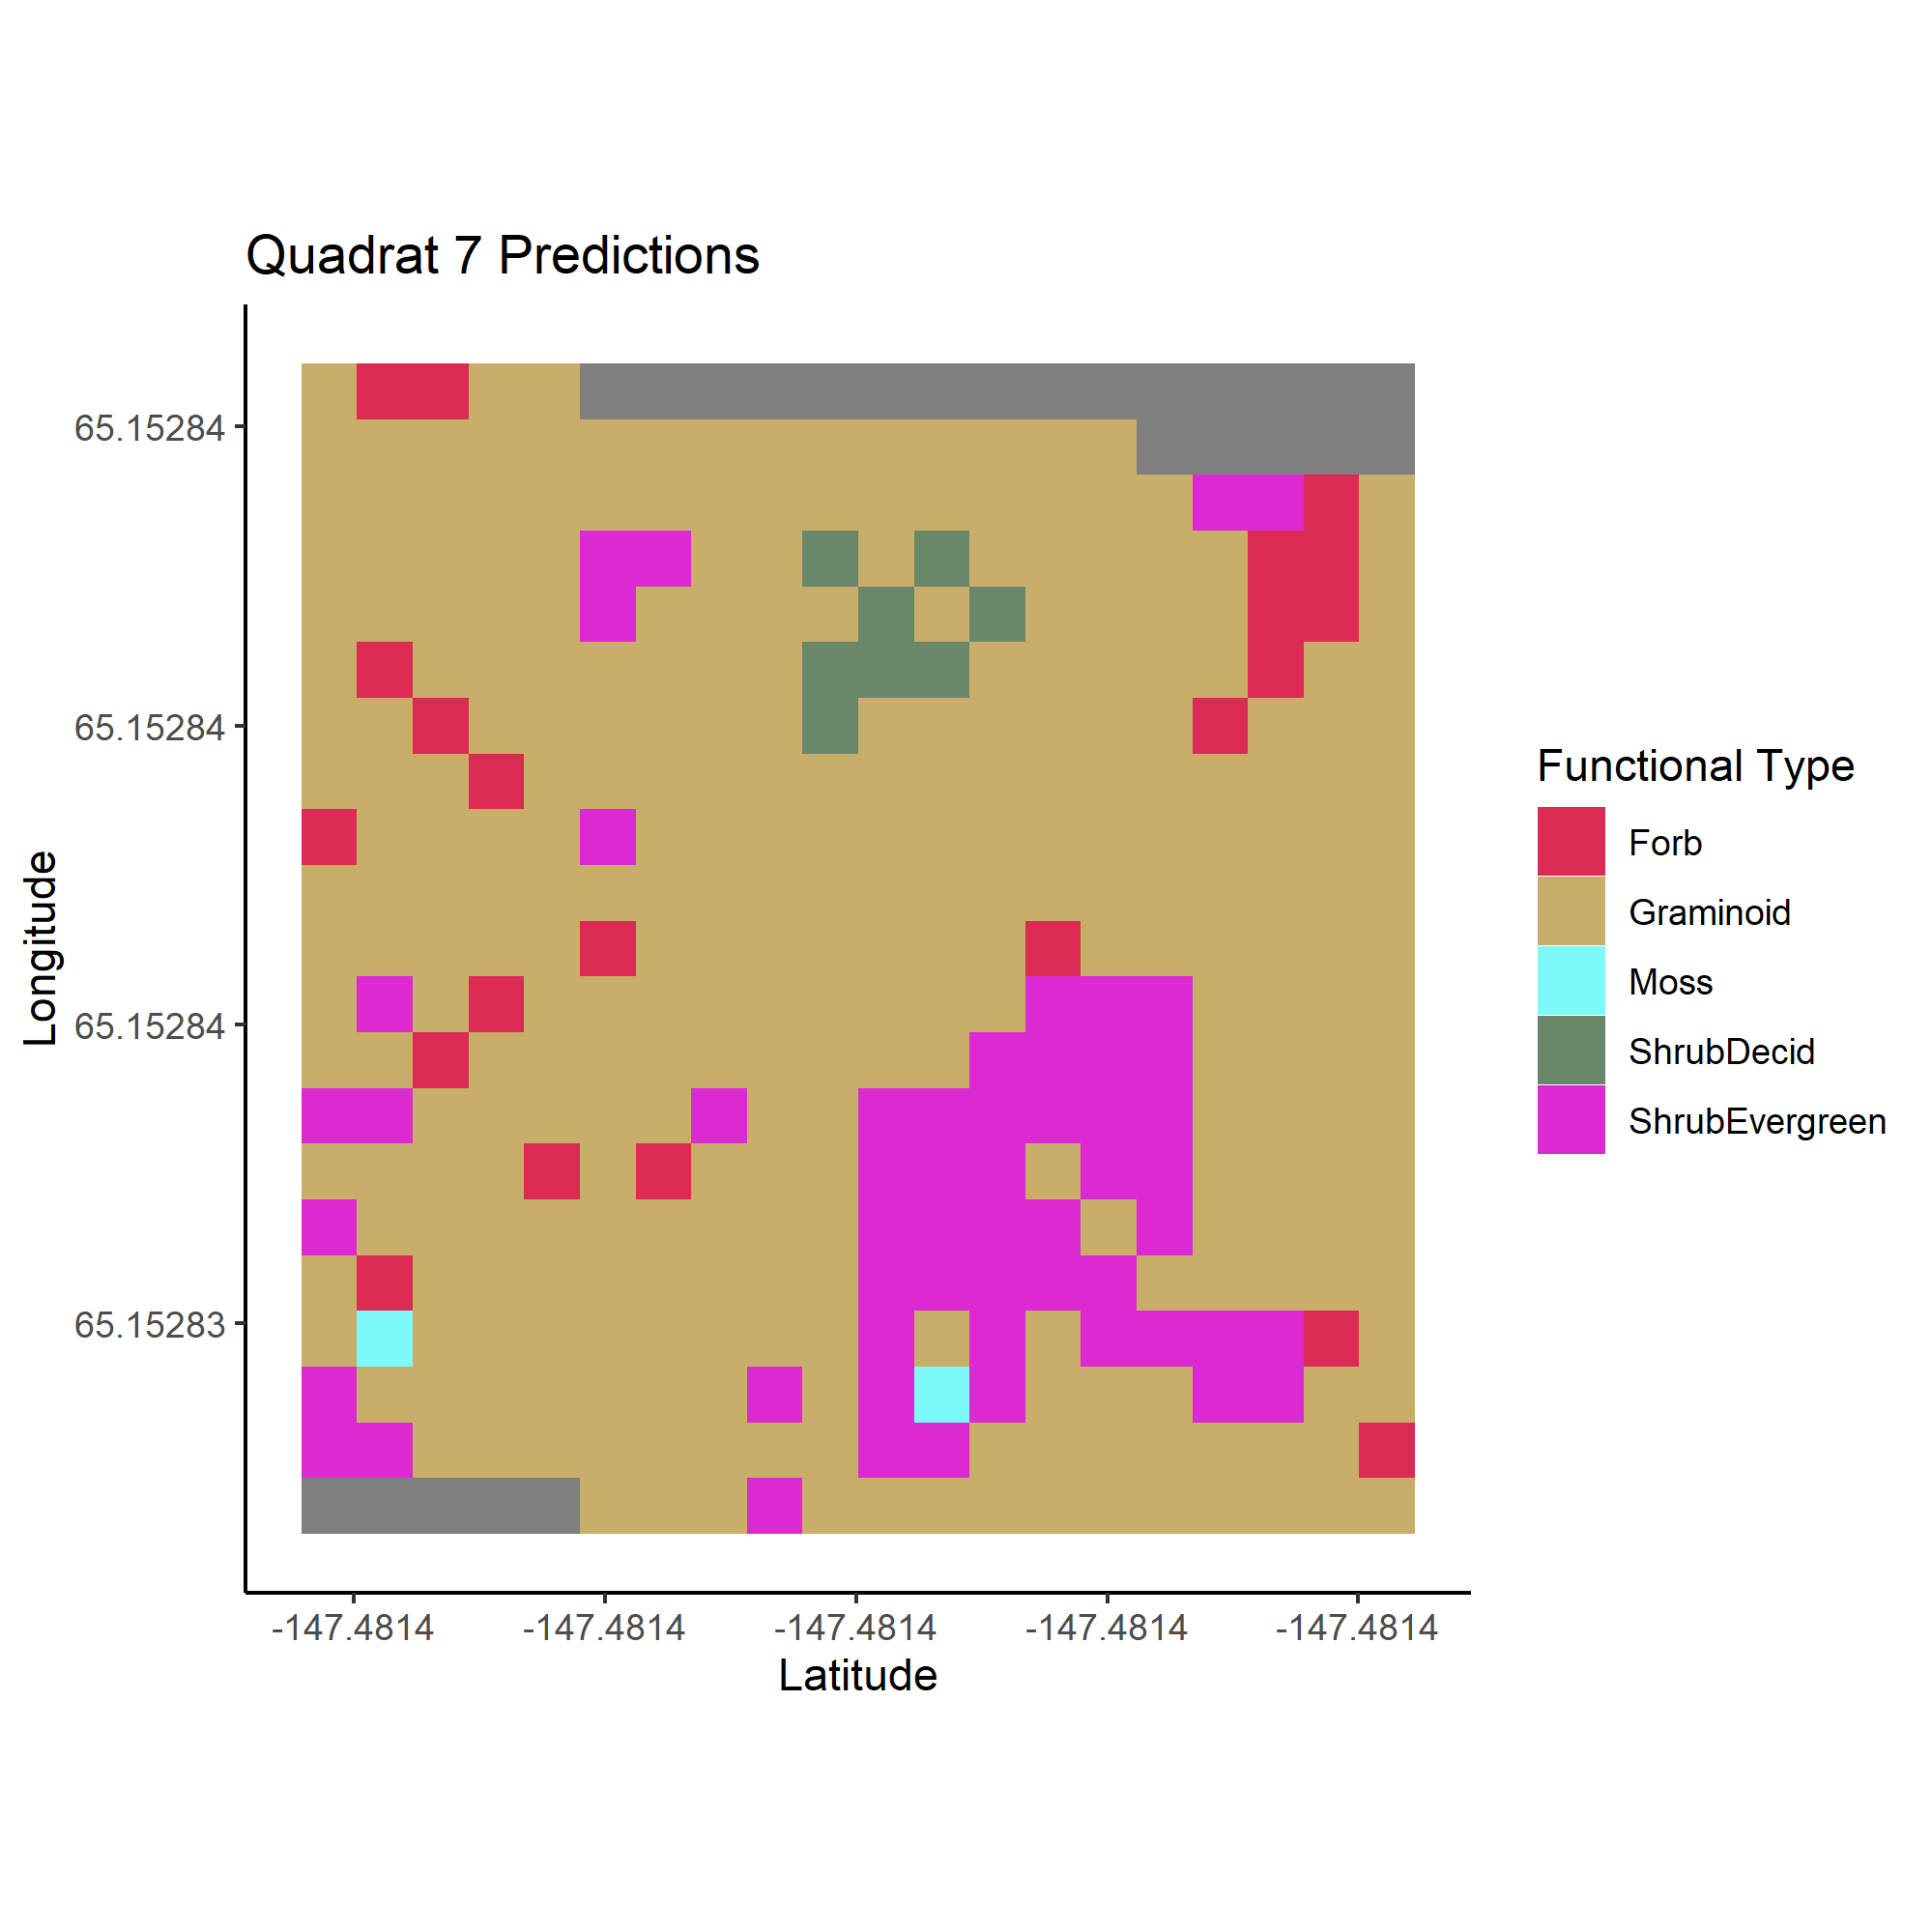 Quadrat 7 Predictions
65.15284
65.15284
65.15284
65.15283
Longitude
-147.4814 -147.4814 -147.4814 -147.4814 -147.4814
Latitude
Functional Type
Forb
Graminoid
Moss
ShrubDecid
ShrubEvergreen